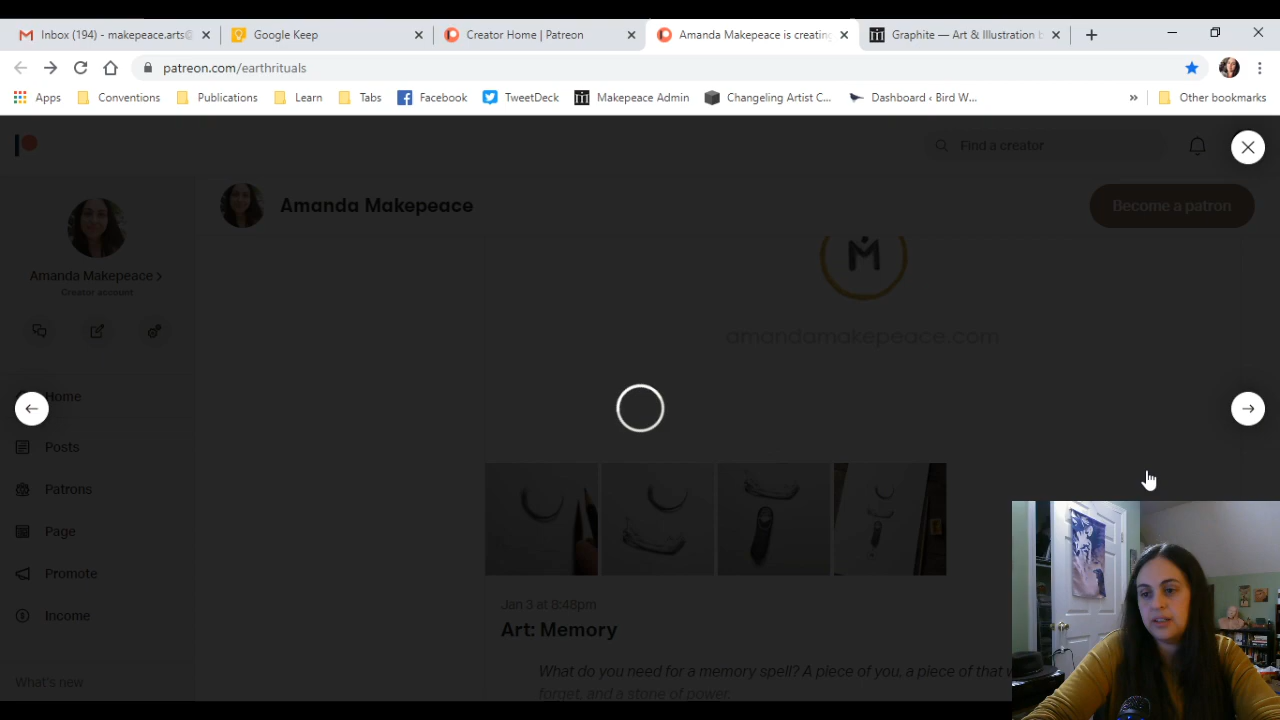 Inbox (194) - makepeace.arts@
Google Keep
Creator Home | Patreon
Amanda Makepeace is creating
Graphite — Art & Illustration b
patreon.com/earthrituals
Apps
Conventions
Publications
Learn
Tabs
Facebook
TweetDeck
Makepeace Admin
Changeling Artist C...
Dashboard ‹ Bird W...
»
Other bookmarks
Find a creator
Amanda Makepeace
Become a patron
Amanda Makepeace
Creator account
amandamakepeace.com
Home
Posts
Patrons
Page
Promote
Income
What's new
Jan 3 at 8:48pm
Art: Memory
What do you need for a memory spell? A piece of you, a piece of that
forget, and a stone of power.